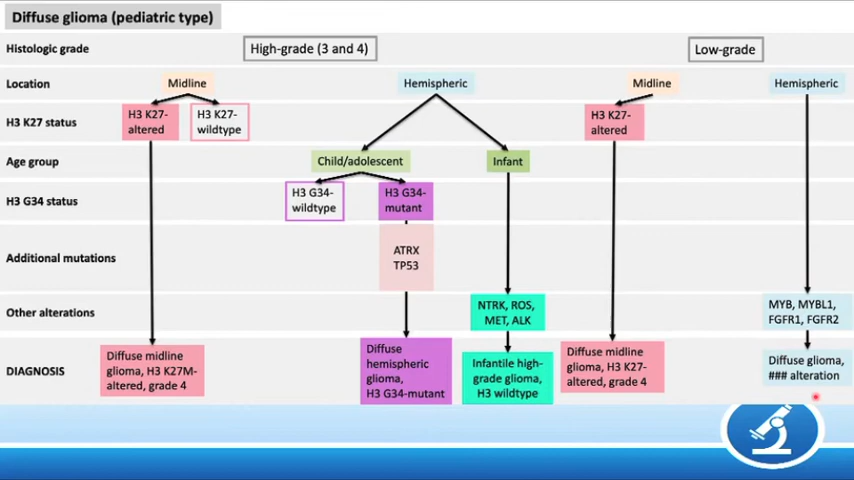 Diffuse glioma (pediatric type)
Histologic grade
High-grade (3 and 4)
Low-grade
Location
Midline
Hemispheric
Midline
Hemispheric
H3 K27 status
H3 K27-
altered
H3 K27-
wildtype
H3 K27-
altered
Age group
Child/adolescent
Infant
H3 G34 status
H3 G34-
wildtype
H3 G34-
mutant
Additional mutations
ATRX
TP53
Other alterations
NTRK, ROS,
MET, ALK
MYB, MYBL1,
FGFR1, FGFR2
DIAGNOSIS
Diffuse midline
glioma, H3 K27M-
altered, grade 4
Diffuse
hemispheric
glioma,
H3 G34-mutant
Infantile high-
grade glioma,
H3 wildtype
Diffuse midline
glioma, H3 K27-
altered, grade 4
Diffuse glioma,
### alteration